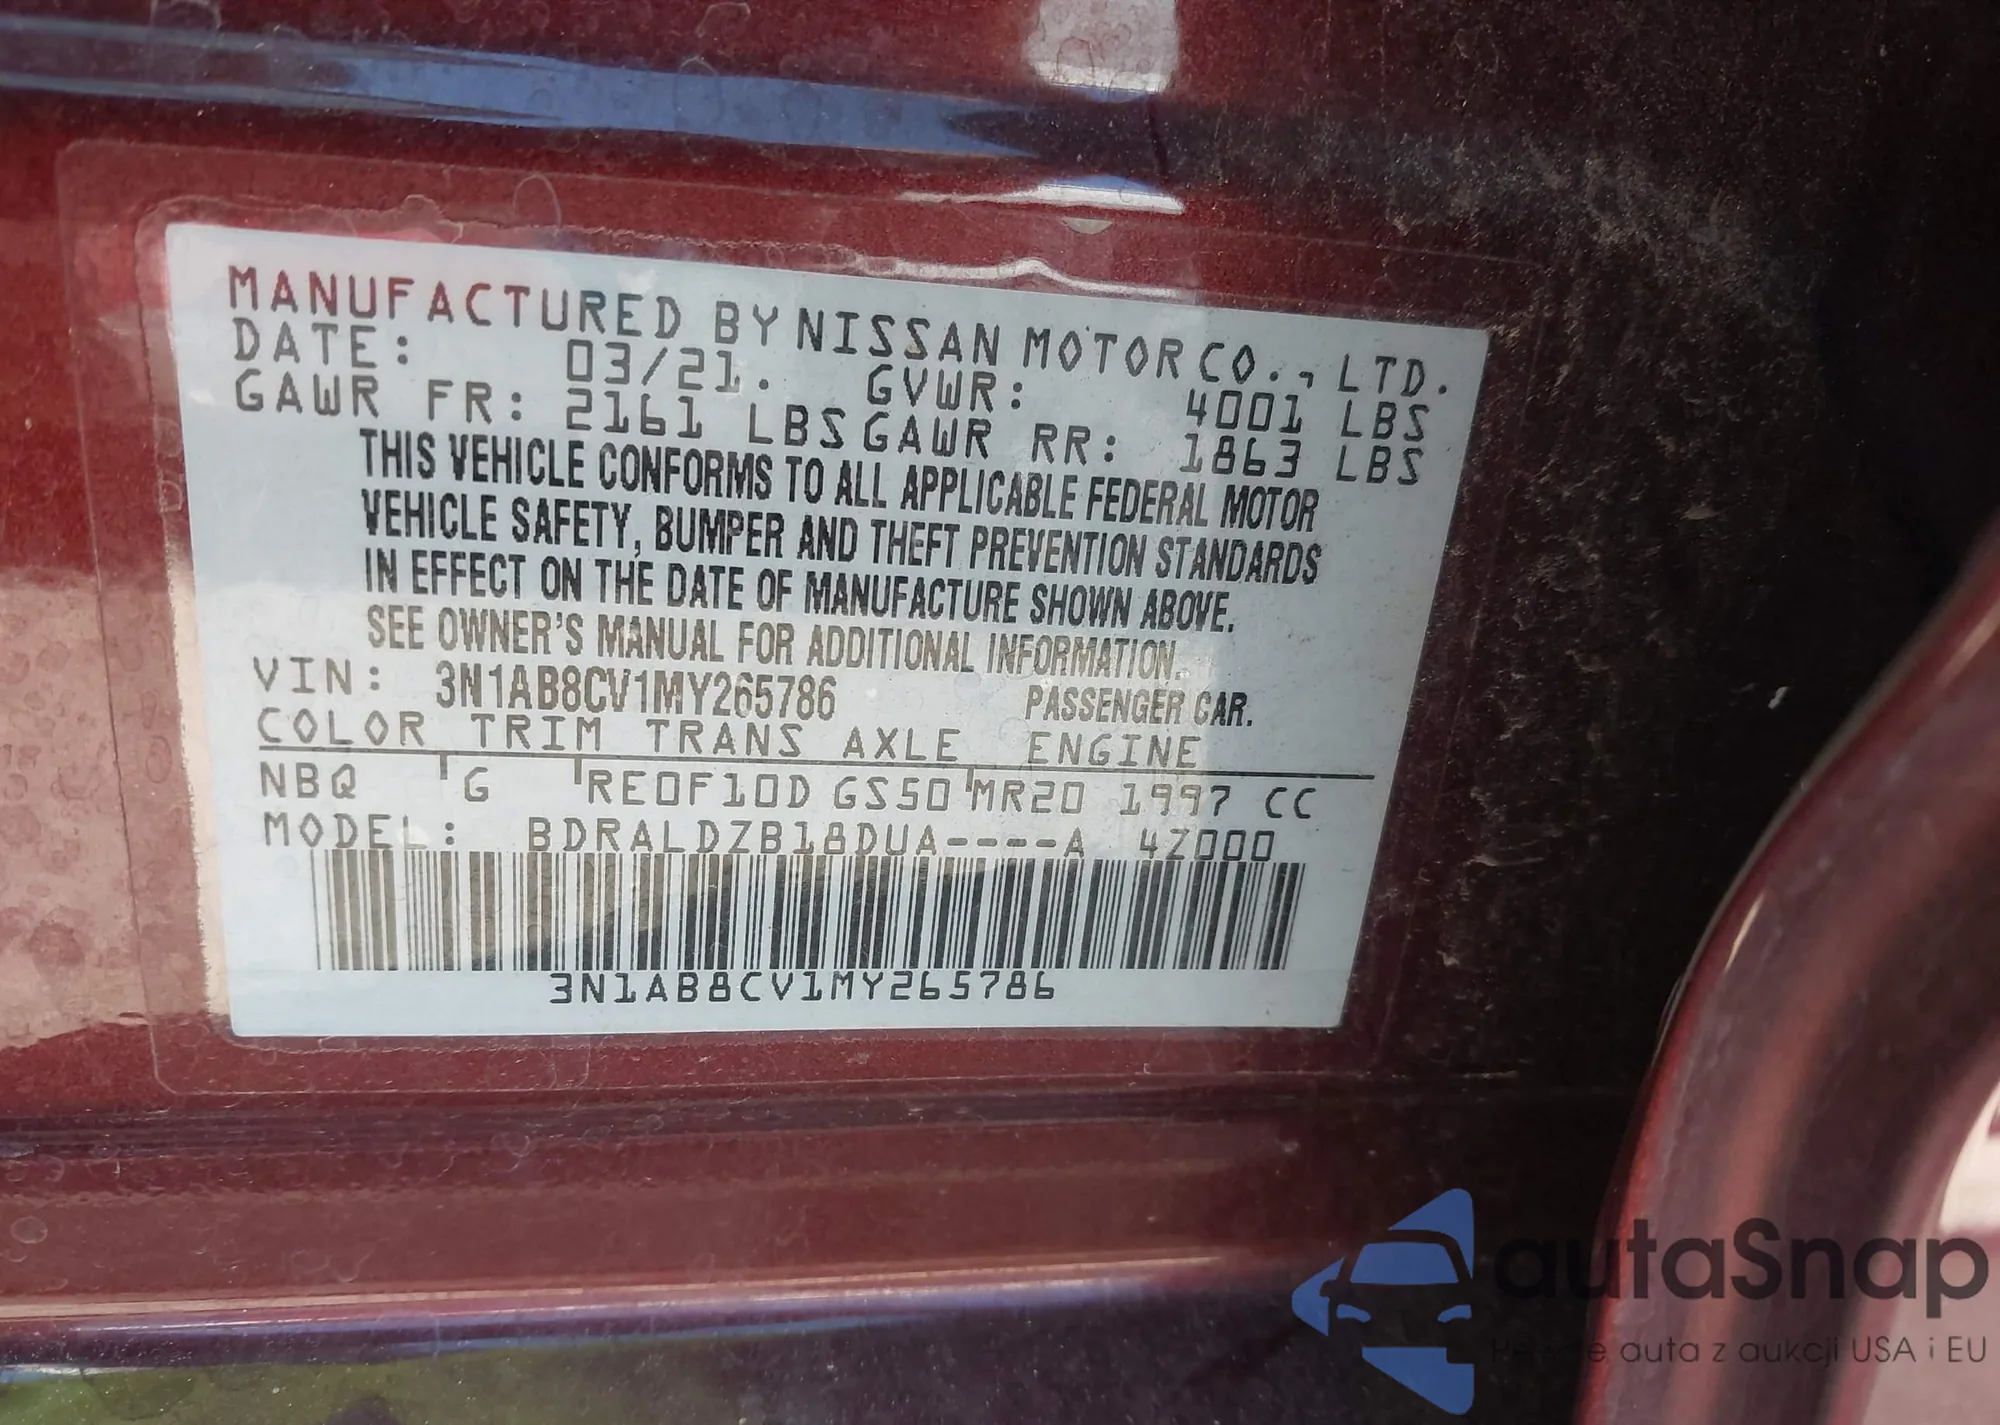 MANUFACTURED BY NISSAN MOTOR CO., LTD.
DATE: 03/21. GVWR: 4001 LBS
GAWR FR: 2161 LBS GAWR RR: 1863 LBS
THIS VEHICLE CONFORMS TO ALL APPLICABLE FEDERAL MOTOR
VEHICLE SAFETY, BUMPER AND THEFT PREVENTION STANDARDS
IN EFFECT ON THE DATE OF MANUFACTURE SHOWN ABOVE.
SEE OWNER'S MANUAL FOR ADDITIONAL INFORMATION.
VIN: 3N1AB8CV1MY265786 PASSENGER CAR.
COLOR TRIM TRANS AXLE ENGINE
NBQ G RE0F10D GS50 MR20 1997 CC
MODEL: BDRALDZB18DUA----A 4Z000
3N1AB8CV1MY265786
autaSnap
auta z aukcji USA i EU